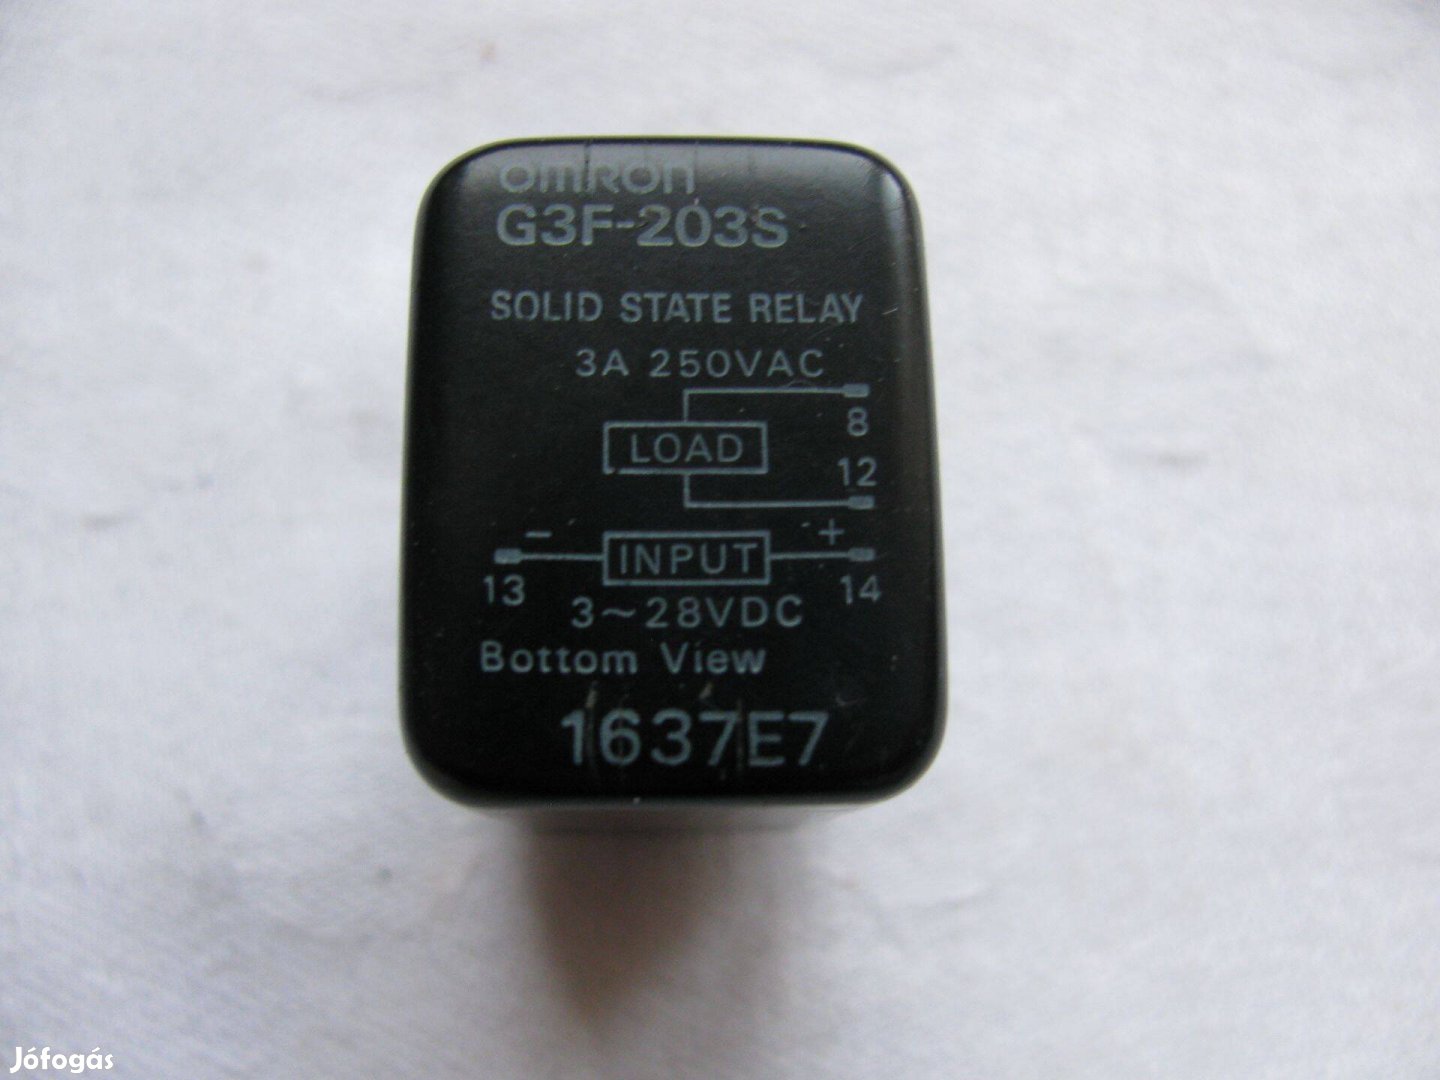 omron
G3F-203S
SOLID STATE RELAY
3A 250VAC
8
LOAD
12
- INPUT +
13 14
3~28VDC
Bottom View
1637E7
Jófogás